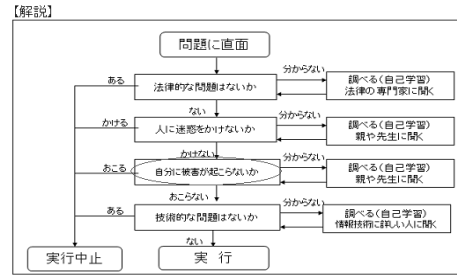 【解説】
問題に直面
ある
法律的な問題はないか
分からない
調べる(自己学習)
法律の専門家に聞く
ない
かける
人に迷惑をかけないか
分からない
調べる(自己学習)
親や先生に聞く
かけない
おこる
自分に被害が起こらないか
分からない
調べる(自己学習)
親や先生に聞く
おこらない
ある
技術的な問題はないか
分からない
調べる(自己学習)
情報技術に詳しい人に聞く
ない
実行中止
実 行